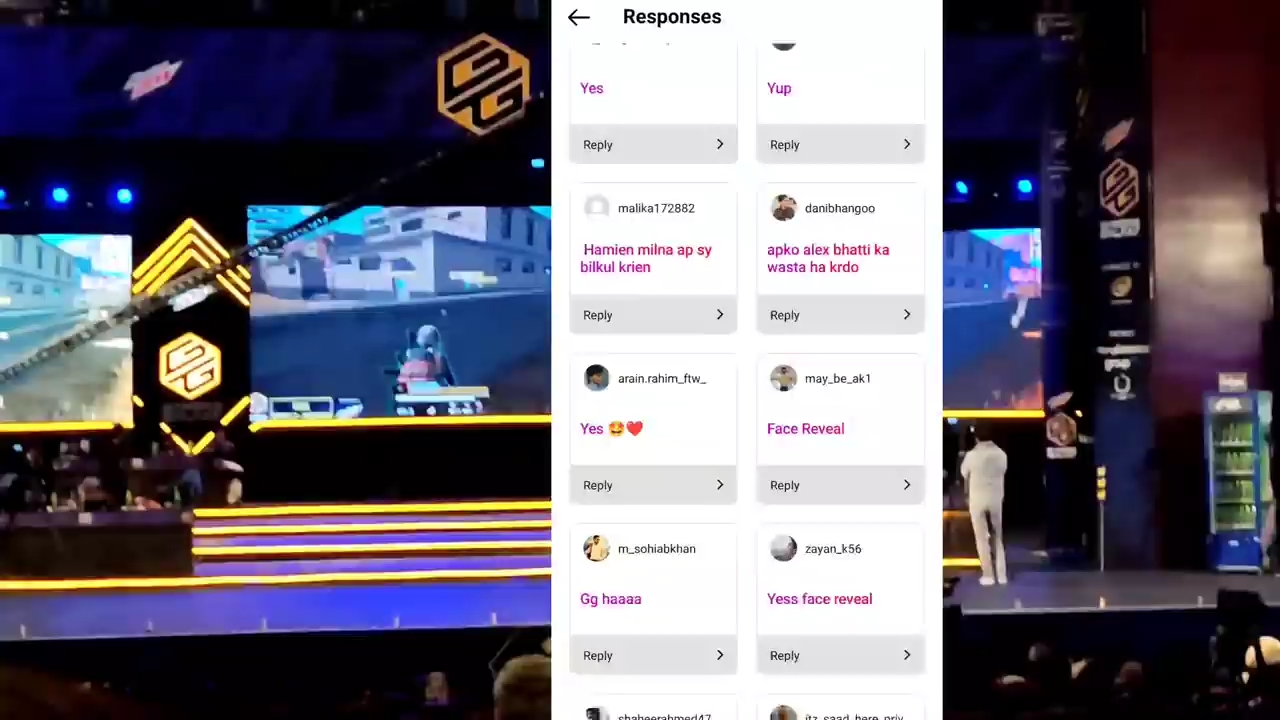 Responses
Yes
Yup
Reply
Reply
malika172882
danibhangoo
Hamien milna ap sy
bilkul krien
apko alex bhatti ka
wasta ha krdo
Reply
Reply
arain.rahim_ftw_
may_be_ak1
Yes 🤩❤️
Face Reveal
Reply
Reply
m_sohiabkhan
zayan_k56
Gg haaaa
Yess face reveal
Reply
Reply
shaheerahmed47
itz_saad_here_priv